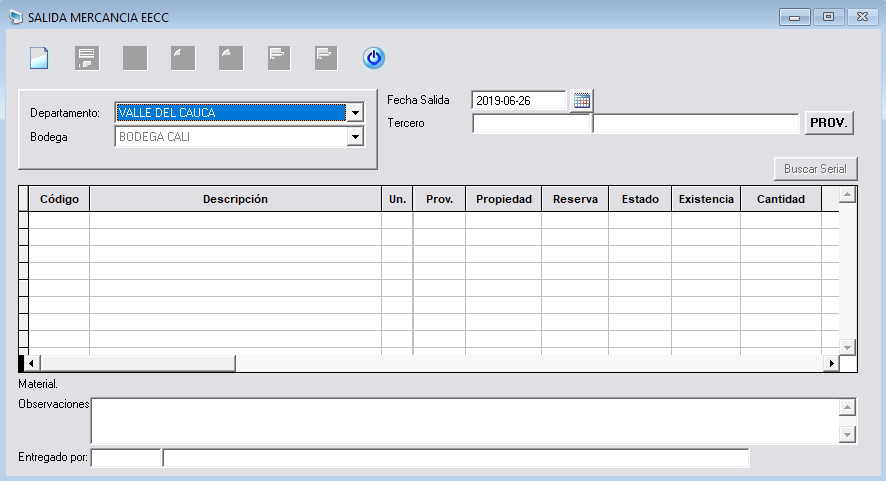 SALIDA MERCANCIA EECC
Departamento: VALLE DEL CAUCA
Bodega BODEGA CALI
Fecha Salida 2019-06-26
Tercero PROV.
Buscar Serial
Código Descripción Un. Prov. Propiedad Reserva Estado Existencia Cantidad
Material.
Observaciones
Entregado por: